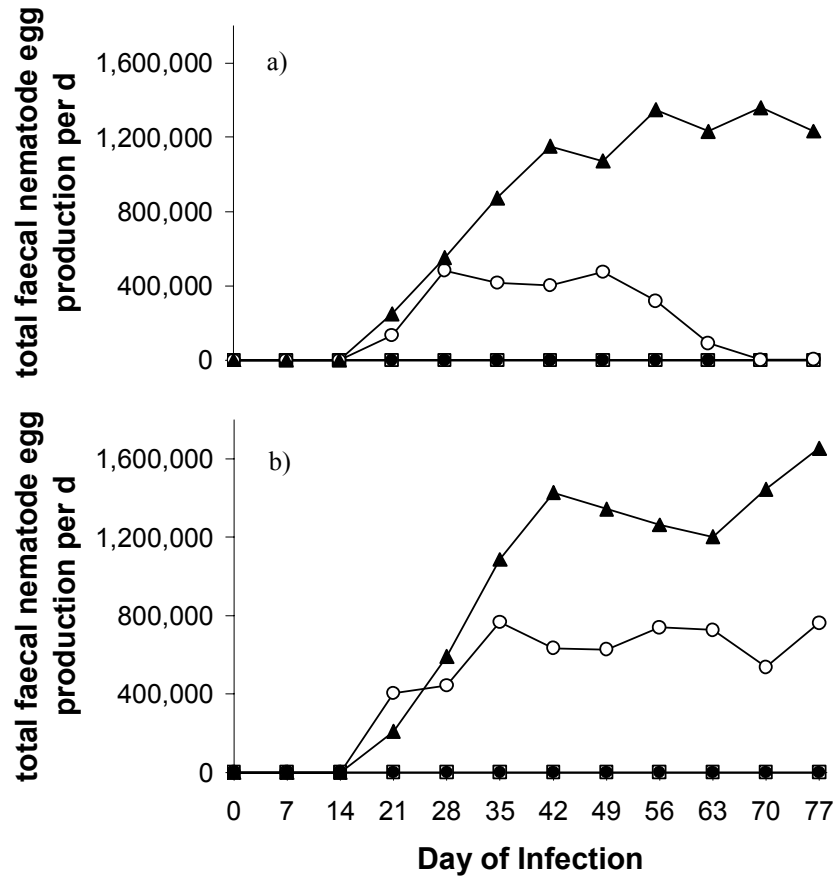 total faecal nematode egg
production per d
1,600,000
1,200,000
800,000
400,000
0
a)
total faecal nematode egg
production per d
1,600,000
1,200,000
800,000
400,000
0
b)
0 7 14 21 28 35 42 49 56 63 70 77
Day of Infection